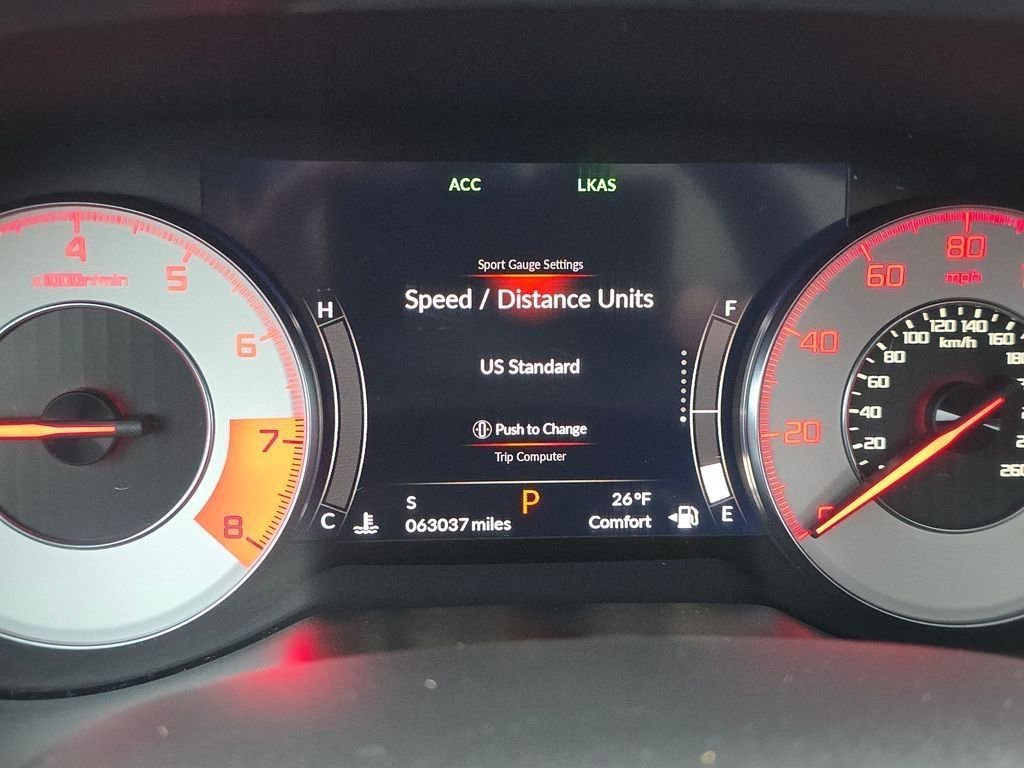 ACC LKAS
Sport Gauge Settings
Speed / Distance Units
US Standard
Push to Change
Trip Computer
S P 26°F
063037 miles Comfort
H
C
F
E
4
5
6
7
8
x1000r/min
20
40
60
80
mph
20
40
60
80
100
120
140
160
km/h
260